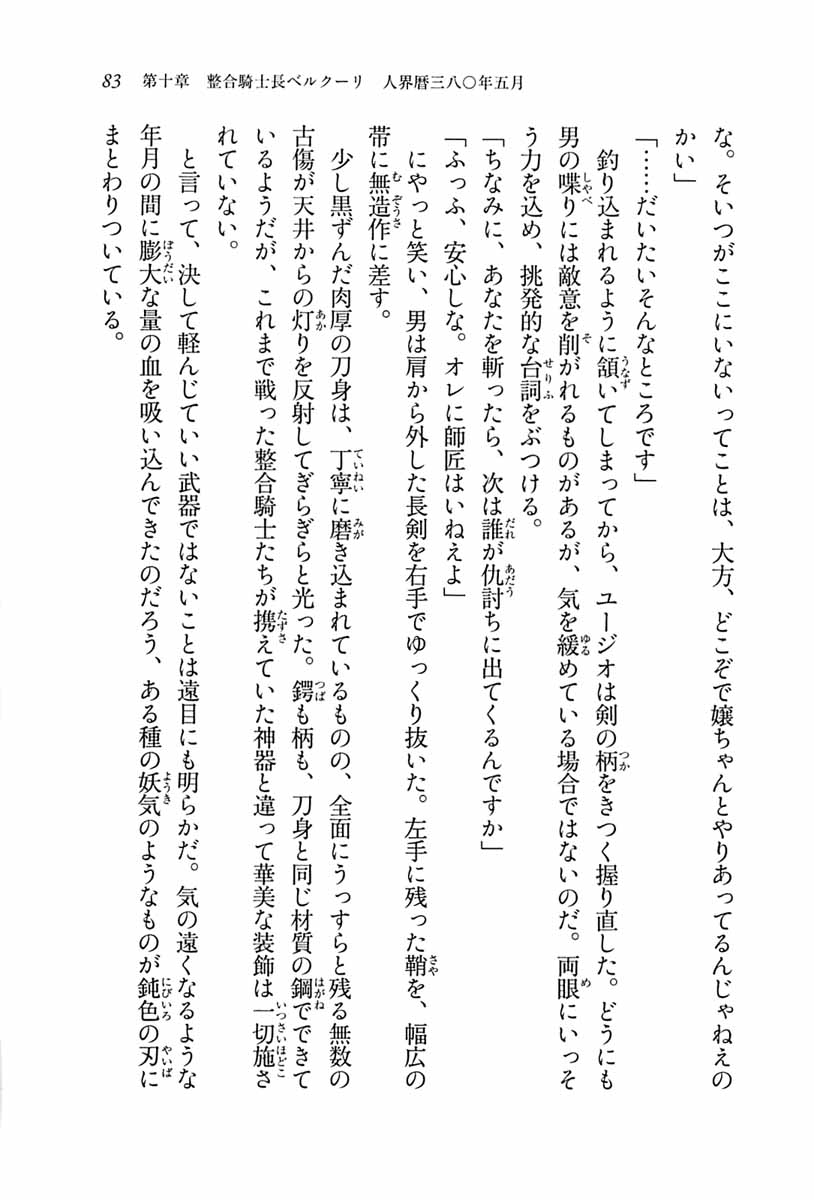 83　第十章　整合騎士長ベルクーリ　人界暦三八〇年五月
な。そいつがここにいないってことは、大方、どこぞで嬢ちゃんとやりあってるんじゃねえの
かい」
「……だいたいそんなところです」
　釣り込まれるように頷いてしまってから、ユージオは剣の柄をきつく握り直した。どうにも
男の喋りには敵意を削がれるものがあるが、気を緩めている場合ではないのだ。両眼にいっそ
う力を込め、挑発的な台詞をぶつける。
「ちなみに、あなたを斬ったら、次は誰が仇討ちに出てくるんですか」
「ふっふ、安心しな。オレに師匠はいねえよ」
　にやっと笑い、男は肩から外した長剣を右手でゆっくり抜いた。左手に残った鞘を、幅広の
帯に無造作に差す。
　少し黒ずんだ肉厚の刀身は、丁寧に磨き込まれているものの、全面にうっすらと残る無数の
古傷が天井からの灯りを反射してぎらぎらと光った。鍔も柄も、刀身と同じ材質の鋼でできて
いるようだが、これまで戦った整合騎士たちが携えていた神器と違って華美な装飾は一切施さ
れていない。
　と言って、決して軽んじていい武器ではないことは遠目にも明らかだ。気の遠くなるような
年月の間に膨大な量の血を吸い込んできたのだろう、ある種の妖気のようなものが鈍色の刃に
まとわりついている。